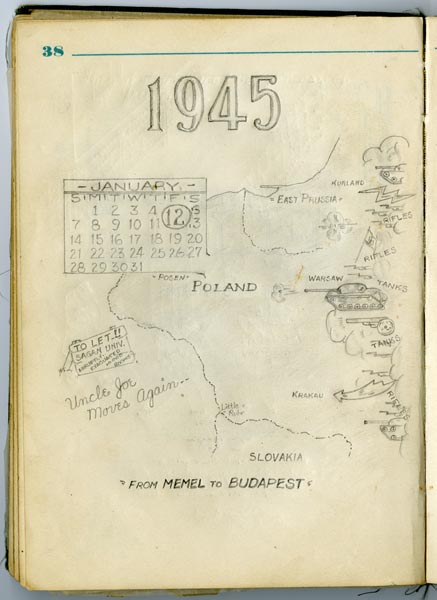 38
1945
- JANUARY. -
S M T W T F S
1 2 3 4 5
7 8 9 10 11 12 13
14 15 16 17 18 19 20
21 22 23 24 25 26 27
28 29 30 31
KURLAND
"EAST PRUSSIA"
RIFLES
RIFLES
WARSAW
TANKS
"POSEN"
POLAND
TO LET!!
SAGAN UNIV.
TANKS
Uncle Joe
Moves Again---
KRAKAU
Little
Ruhr
SLOVAKIA
"FROM MEMEL TO BUDAPEST"